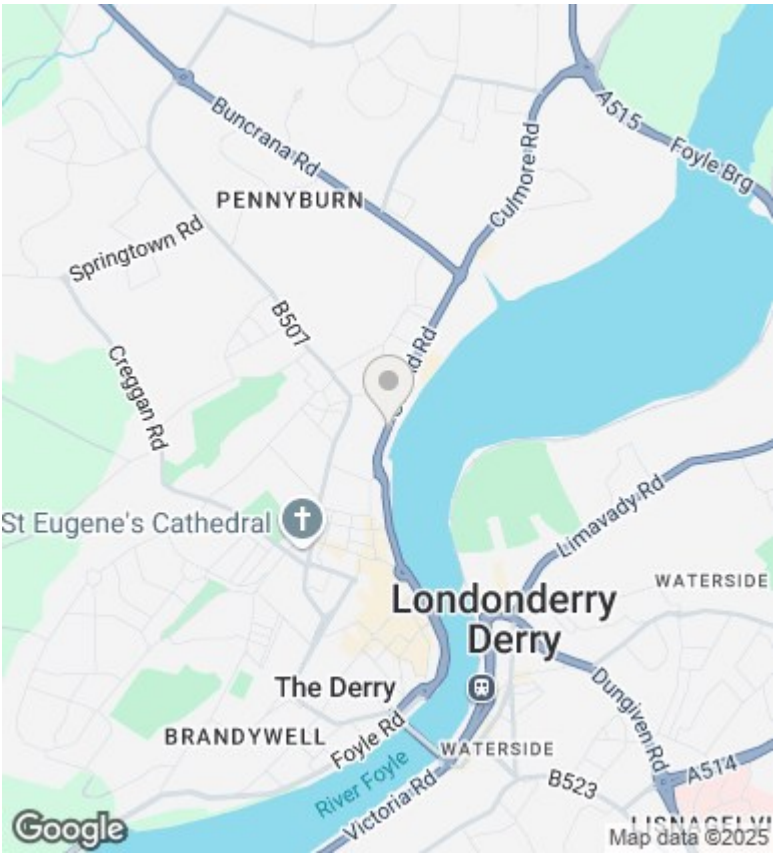 A515
Foyle Brg
Buncrana Rd
Culmore Rd
PENNYBURN
Springtown Rd
B507
Rd
Creggan Rd
St Eugene's Cathedral
Limavady Rd
WATERSIDE
Londonderry
Derry
The Derry
Dungiven Rd
BRANDYWELL
Foyle Rd
WATERSIDE
River Foyle
A514
B523
Victoria Rd
Google
Map data ©2025